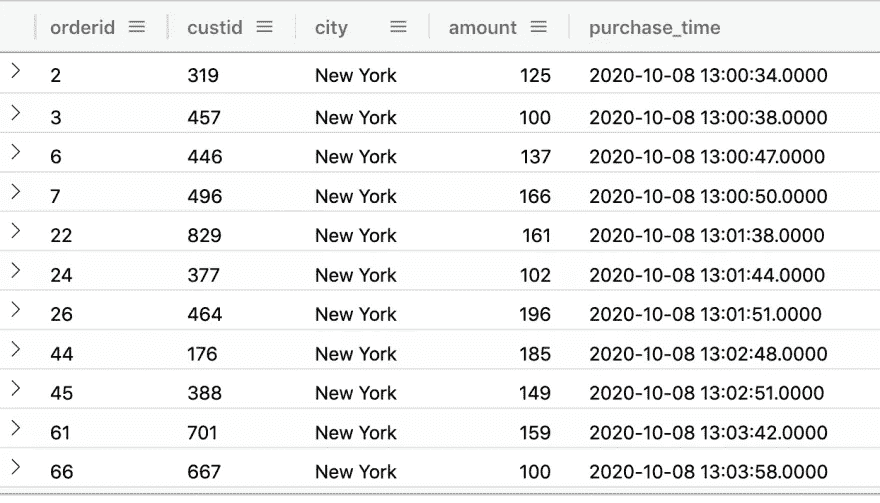 orderid custid city amount purchase_time
2 319 New York 125 2020-10-08 13:00:34.0000
3 457 New York 100 2020-10-08 13:00:38.0000
6 446 New York 137 2020-10-08 13:00:47.0000
7 496 New York 166 2020-10-08 13:00:50.0000
22 829 New York 161 2020-10-08 13:01:38.0000
24 377 New York 102 2020-10-08 13:01:44.0000
26 464 New York 196 2020-10-08 13:01:51.0000
44 176 New York 185 2020-10-08 13:02:48.0000
45 388 New York 149 2020-10-08 13:02:51.0000
61 701 New York 159 2020-10-08 13:03:42.0000
66 667 New York 100 2020-10-08 13:03:58.0000